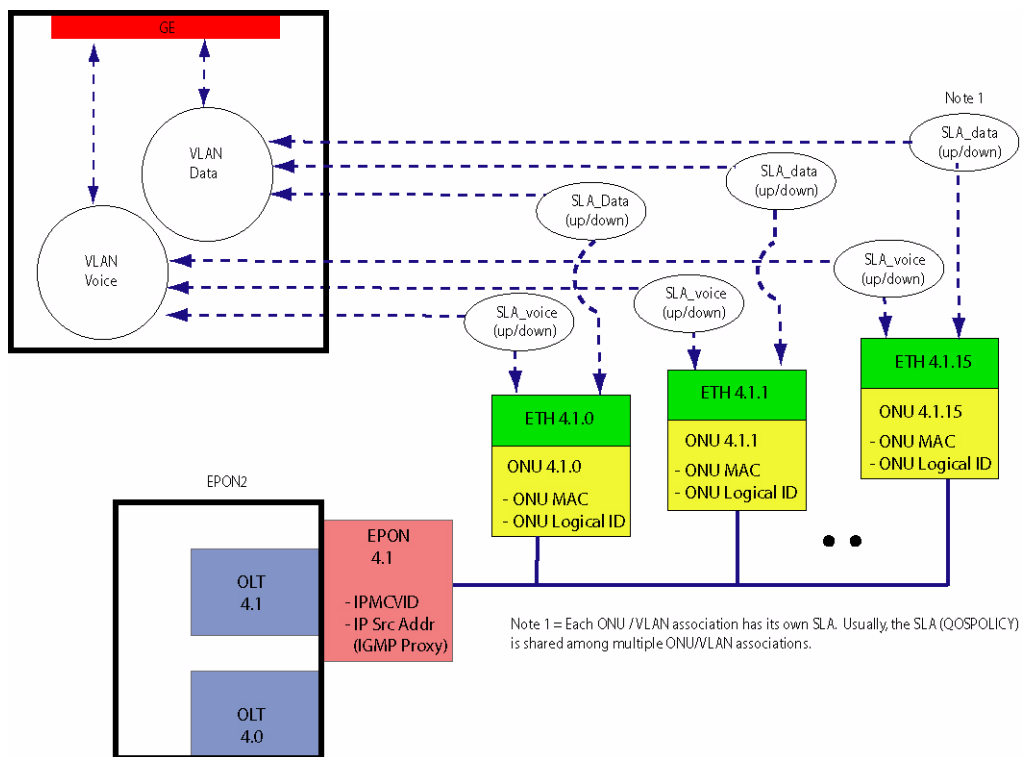 GE
Note 1
VLAN
Data
SLA_data
(up/down)
SLA_data
(up/down)
SLA_Data
(up/down)
VLAN
Voice
SLA_voice
(up/down)
SLA_voice
(up/down)
SLA_voice
(up/down)
ETH 4.1.15
ONU 4.1.15
- ONU MAC
- ONU Logical ID
ETH 4.1.1
ONU 4.1.1
- ONU MAC
- ONU Logical ID
ETH 4.1.0
ONU 4.1.0
- ONU MAC
- ONU Logical ID
EPON2
EPON
4.1
- IPMCVID
- IP Src Addr
(IGMP Proxy)
OLT
4.1
OLT
4.0
Note 1 = Each ONU / VLAN association has its own SLA. Usually, the SLA (QOSPOLICY)
is shared among multiple ONU/VLAN associations.